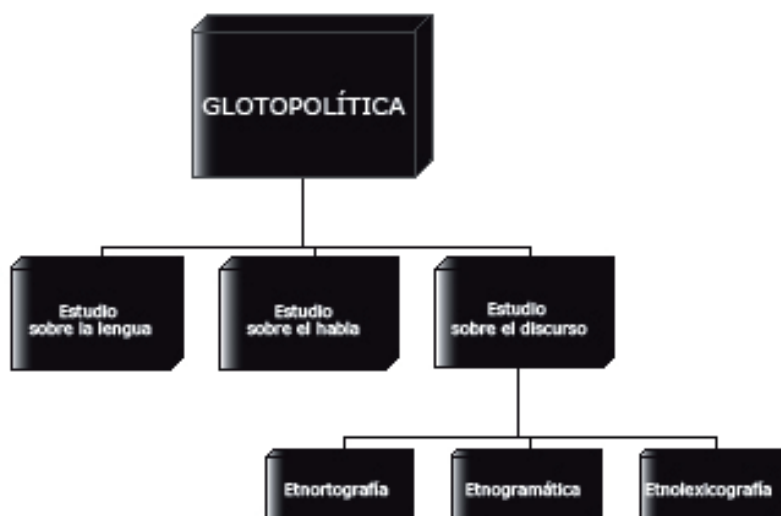 GLOTOPOLÍTICA
Estudio
sobre la lengua
Estudio
sobre el habla
Estudio
sobre el discurso
Etnortografía
Etnogramática
Etnolexicografía